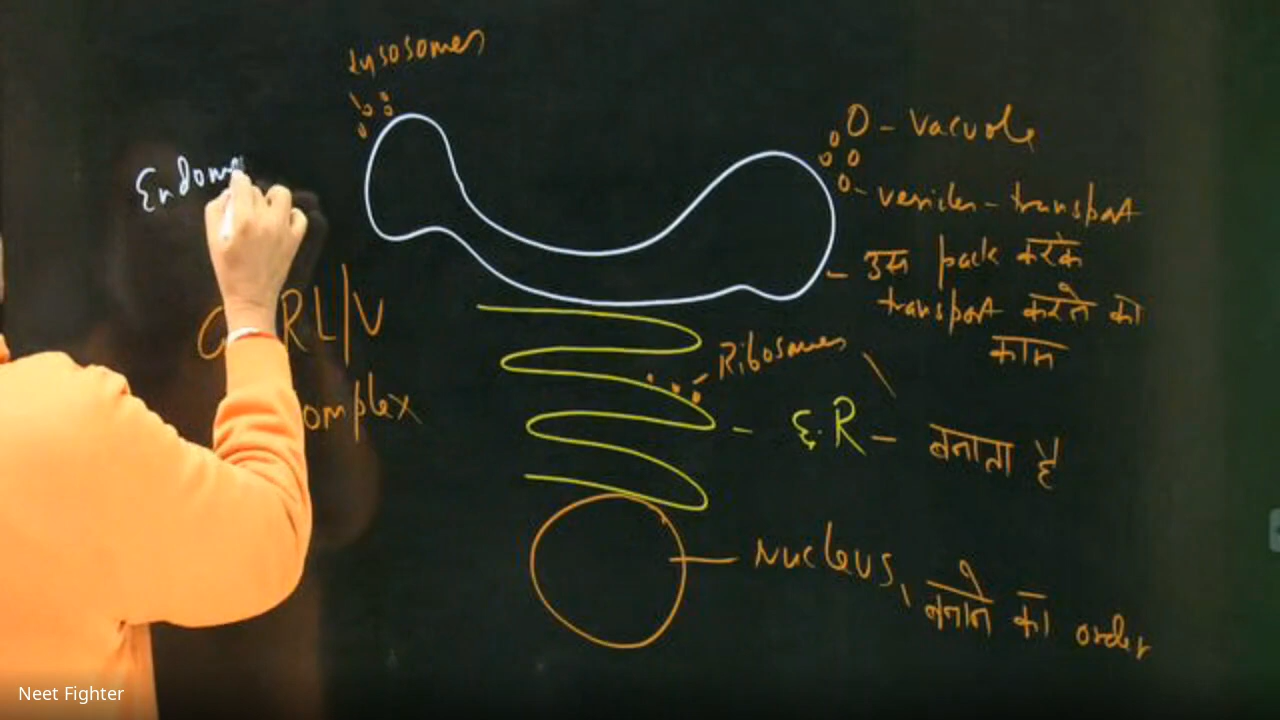 Lysosomes
O - vacuole
Endom
vesicles - transport
- उसे pack करके
transport करने का
काम
RL/V
omplex
Ribosomes
- E.R - बनाता है
Nucleus, बनाने का order
Neet Fighter